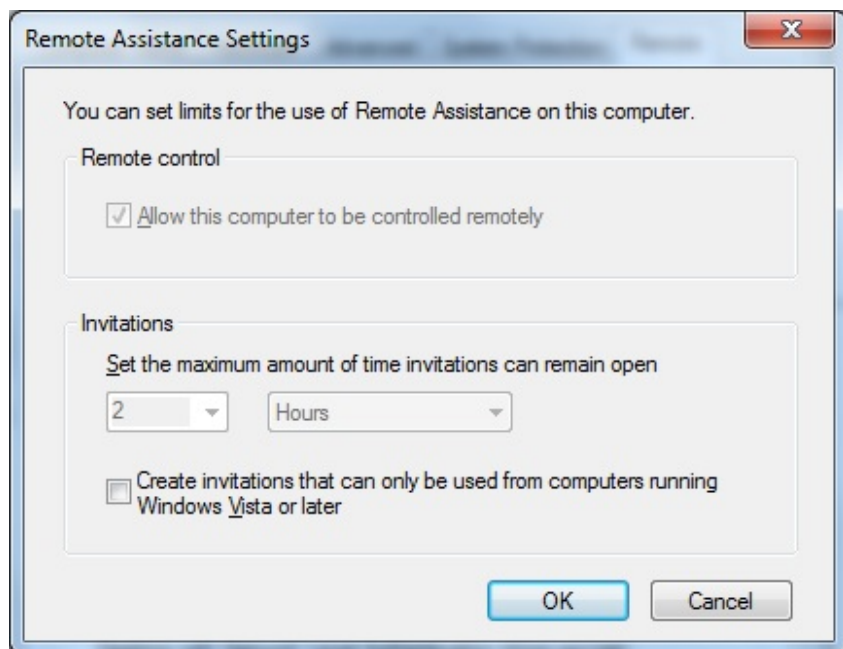 Remote Assistance Settings
You can set limits for the use of Remote Assistance on this computer.
Remote control
Allow this computer to be controlled remotely
Invitations
Set the maximum amount of time invitations can remain open
2 Hours
Create invitations that can only be used from computers running
Windows Vista or later
OK Cancel